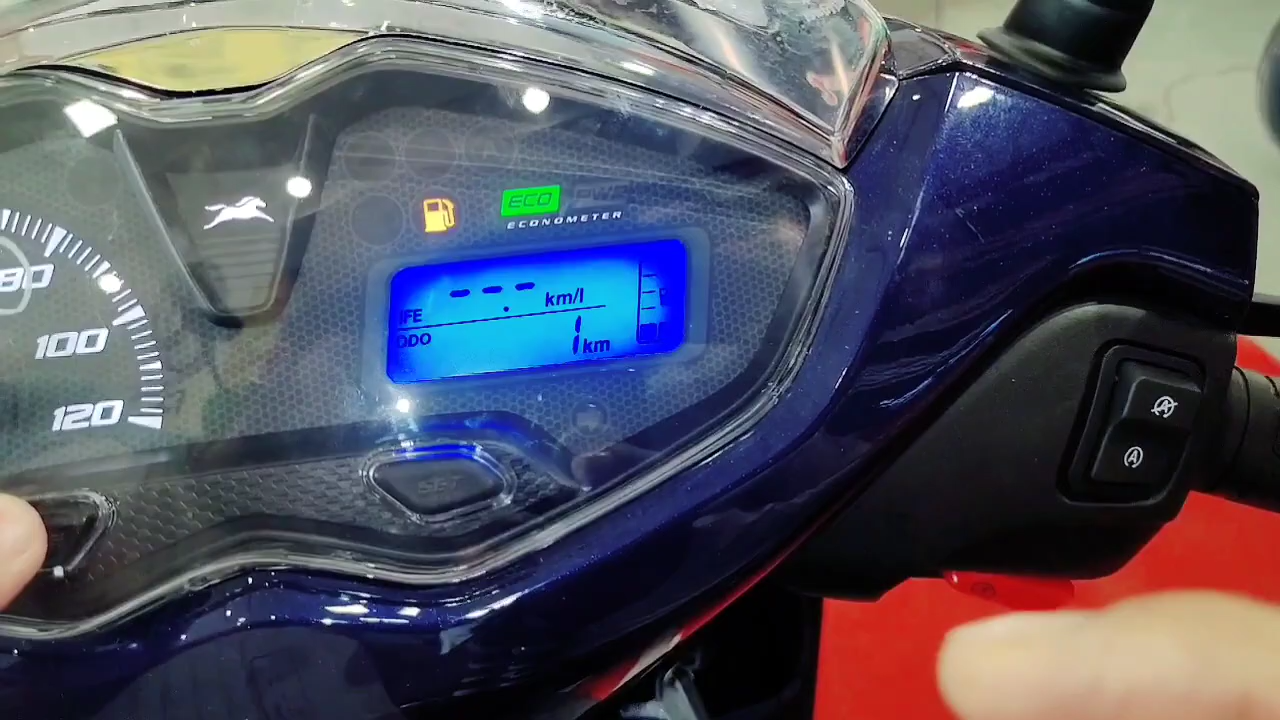 ECO
ECONOMETER
80
100
120
--- km/l
IFE
ODO
1 km
SET
A
A